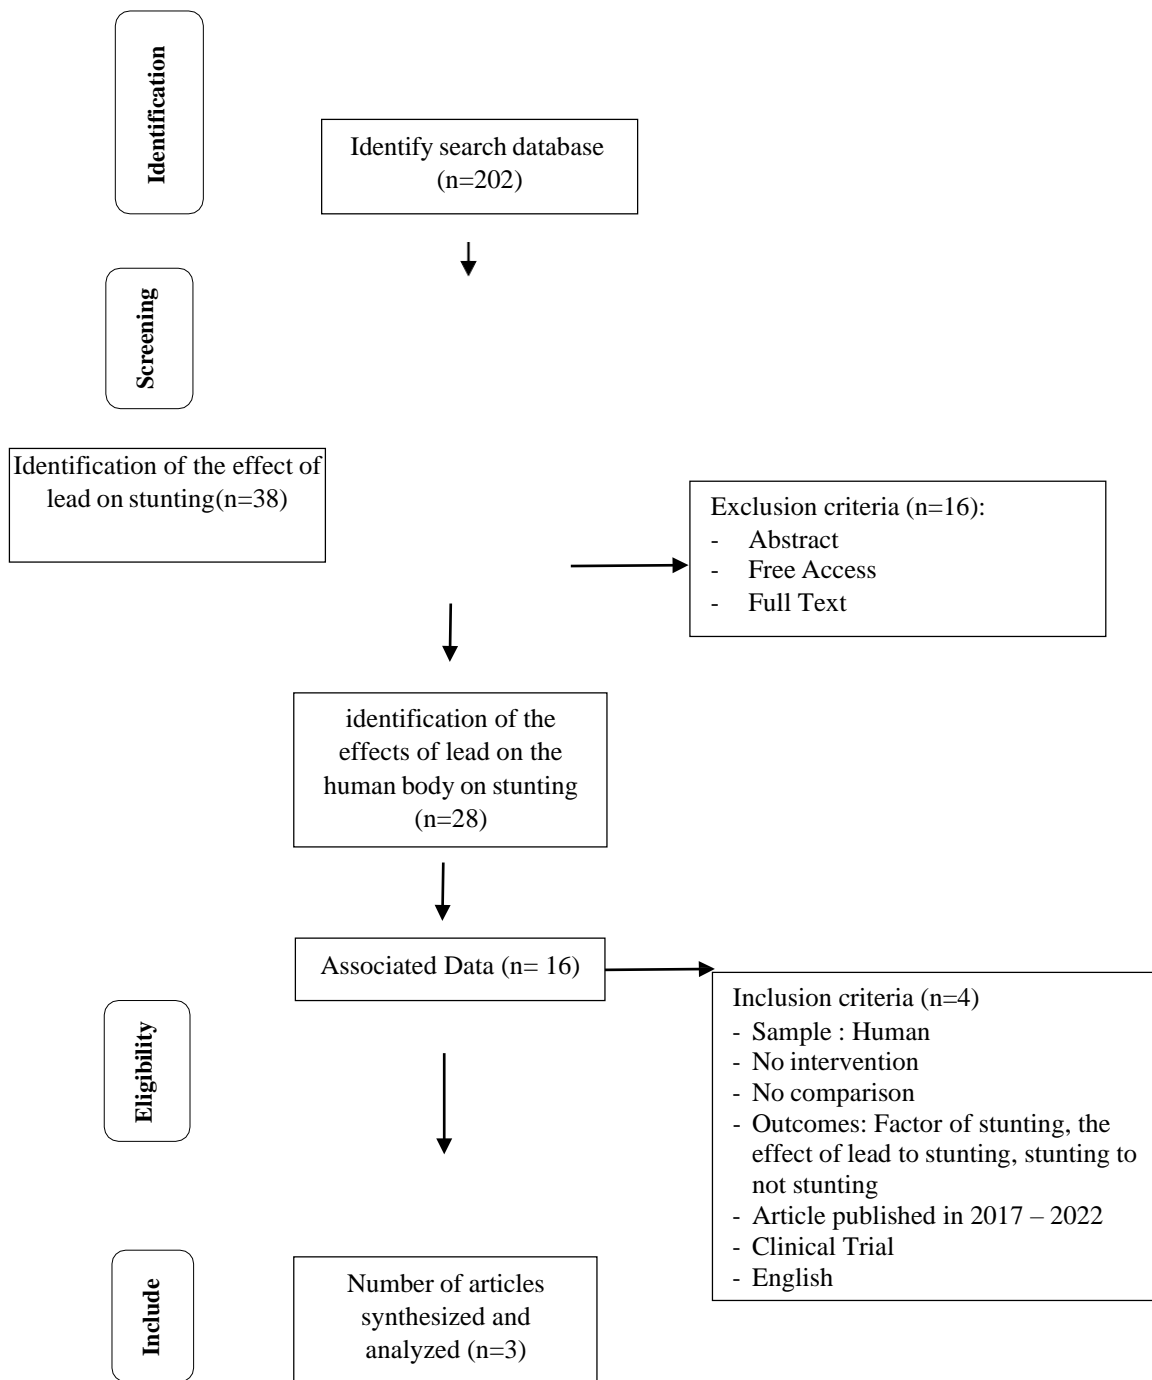 Identification
Identify search database
(n=202)
Screening
Identification of the effect of
lead on stunting(n=38)
Exclusion criteria (n=16):
- Abstract
- Free Access
- Full Text
identification of the
effects of lead on the
human body on stunting
(n=28)
Associated Data (n= 16)
Eligibility
Inclusion criteria (n=4)
- Sample : Human
- No intervention
- No comparison
- Outcomes: Factor of stunting, the
effect of lead to stunting, stunting to
not stunting
- Article published in 2017 – 2022
- Clinical Trial
- English
Include
Number of articles
synthesized and
analyzed (n=3)